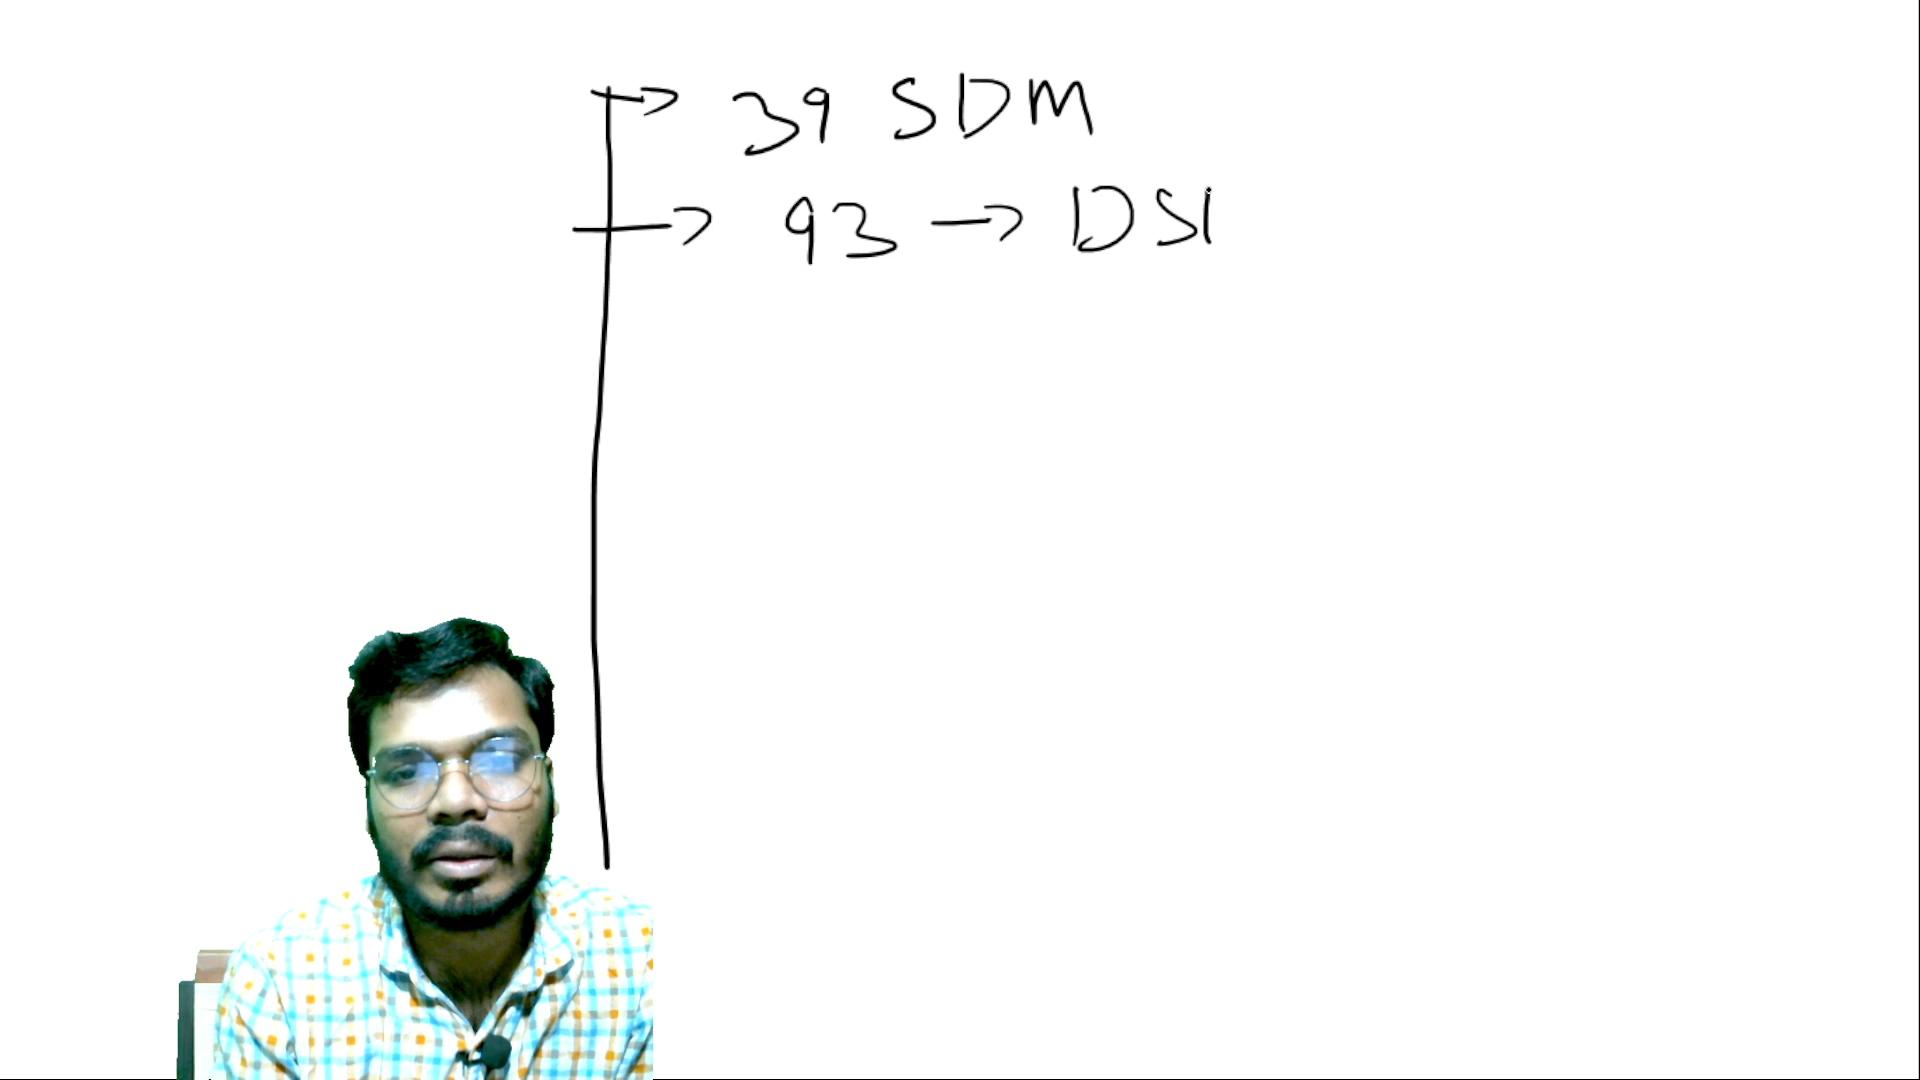 → 39 SDM
→ 93 → DSI